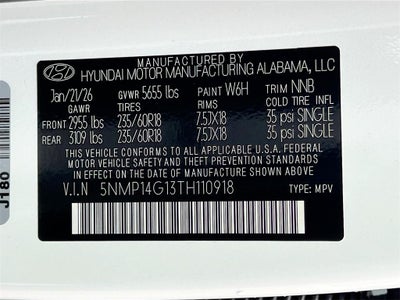 MANUFACTURED BY
HYUNDAI MOTOR MANUFACTURING ALABAMA, LLC
Jan/21/26 GVWR 5655 lbs PAINT W6H TRIM NNB
GAWR TIRES RIMS COLD TIRE INFL
FRONT 2955 lbs 235/60R18 7.5JX18 35 psi SINGLE
REAR 3109 lbs 235/60R18 7.5JX18 35 psi SINGLE
THIS VEHICLE CONFORMS TO ALL APPLICABLE U.S.A. FEDERAL
MOTOR VEHICLE SAFETY AND THEFT PREVENTION STANDARDS
IN EFFECT ON THE DATE OF MANUFACTURE SHOWN ABOVE.
V.I.N 5NMP14G13TH110918 TYPE: MPV
J180